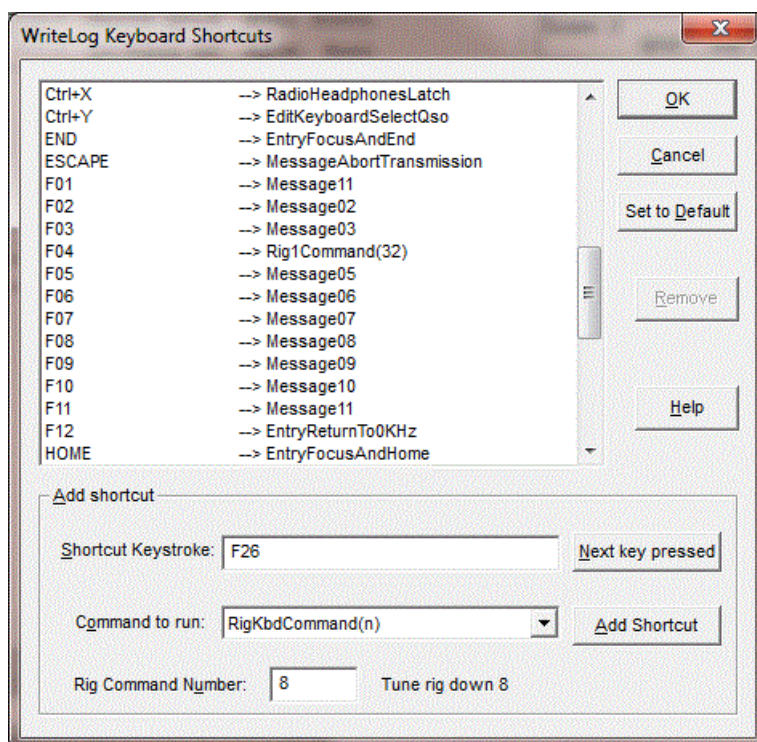 WriteLog Keyboard Shortcuts
Ctrl+X --> RadioHeadphonesLatch
Ctrl+Y --> EditKeyboardSelectQso
END --> EntryFocusAndEnd
ESCAPE --> MessageAbortTransmission
F01 --> Message11
F02 --> Message02
F03 --> Message03
F04 --> Rig1Command(32)
F05 --> Message05
F06 --> Message06
F07 --> Message07
F08 --> Message08
F09 --> Message09
F10 --> Message10
F11 --> Message11
F12 --> EntryReturnTo0KHz
HOME --> EntryFocusAndHome
OK
Cancel
Set to Default
Remove
Help
Add shortcut
Shortcut Keystroke: F26 Next key pressed
Command to run: RigKbdCommand(n) Add Shortcut
Rig Command Number: 8 Tune rig down 8